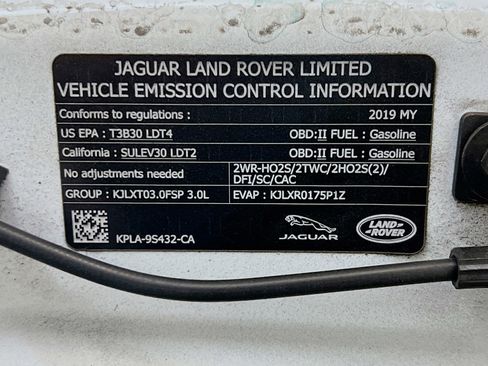 JAGUAR LAND ROVER LIMITED
VEHICLE EMISSION CONTROL INFORMATION
Conforms to regulations : 2019 MY
US EPA : T3B30 LDT4 OBD:II FUEL : Gasoline
California : SULEV30 LDT2 OBD:II FUEL : Gasoline
No adjustments needed 2WR-HO2S/2TWC/2HO2S(2)/
DFI/SC/CAC
GROUP : KJLXT03.0FSP 3.0L EVAP : KJLXR0175P1Z
KPLA-9S432-CA
JAGUAR
LAND
ROVER